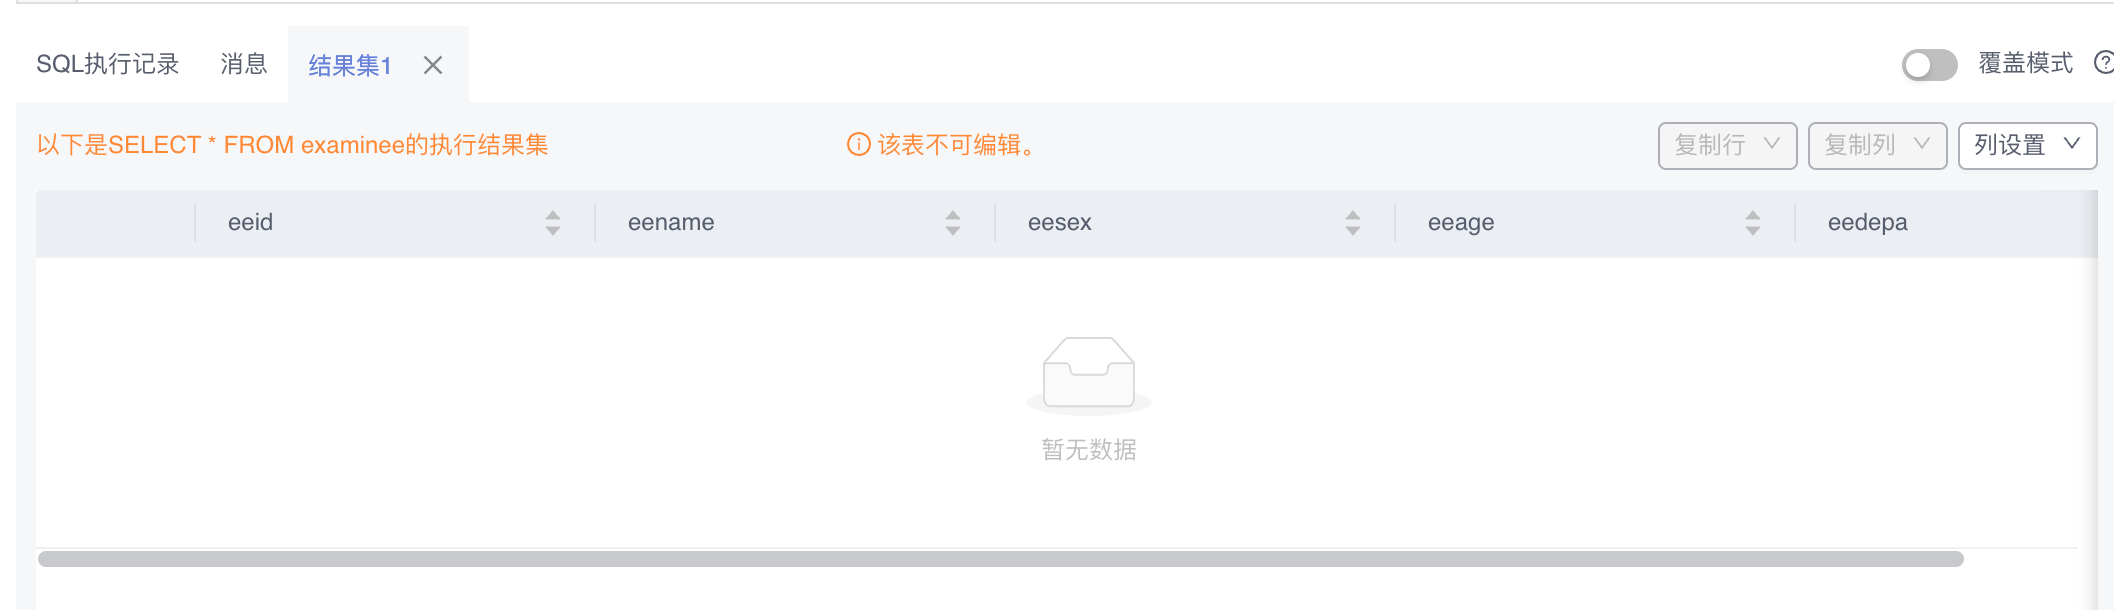 SQL执行记录 消息 结果集1 覆盖模式
以下是SELECT * FROM examinee的执行结果集 该表不可编辑。 复制行 复制列 列设置
eeid eename eesex eeage eedepa
暂无数据